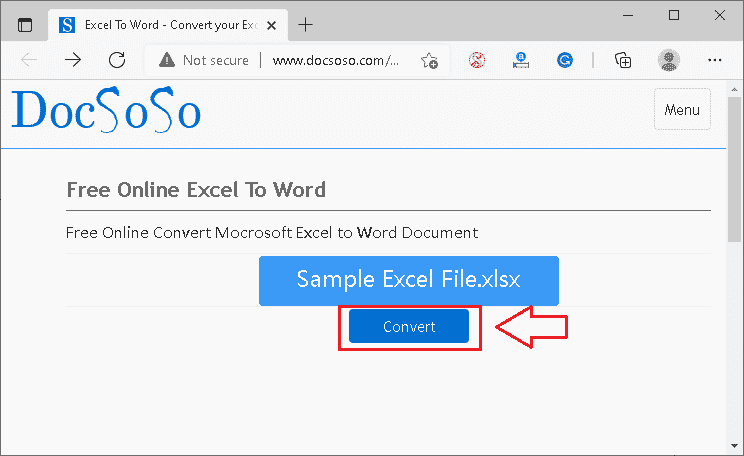 Excel To Word - Convert your Exc
Not secure | www.docsoso.com/...
DocSoSo
Menu
Free Online Excel To Word
Free Online Convert Mocrosoft Excel to Word Document
Sample Excel File.xlsx
Convert